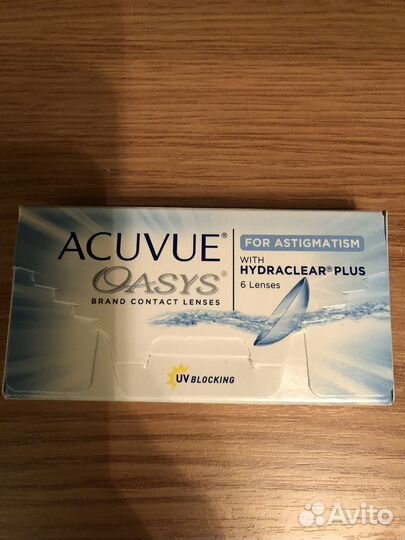 ACUVUE®
OASYS®
BRAND CONTACT LENSES
FOR ASTIGMATISM
WITH
HYDRACLEAR® PLUS
6 Lenses
UV BLOCKING
Avito